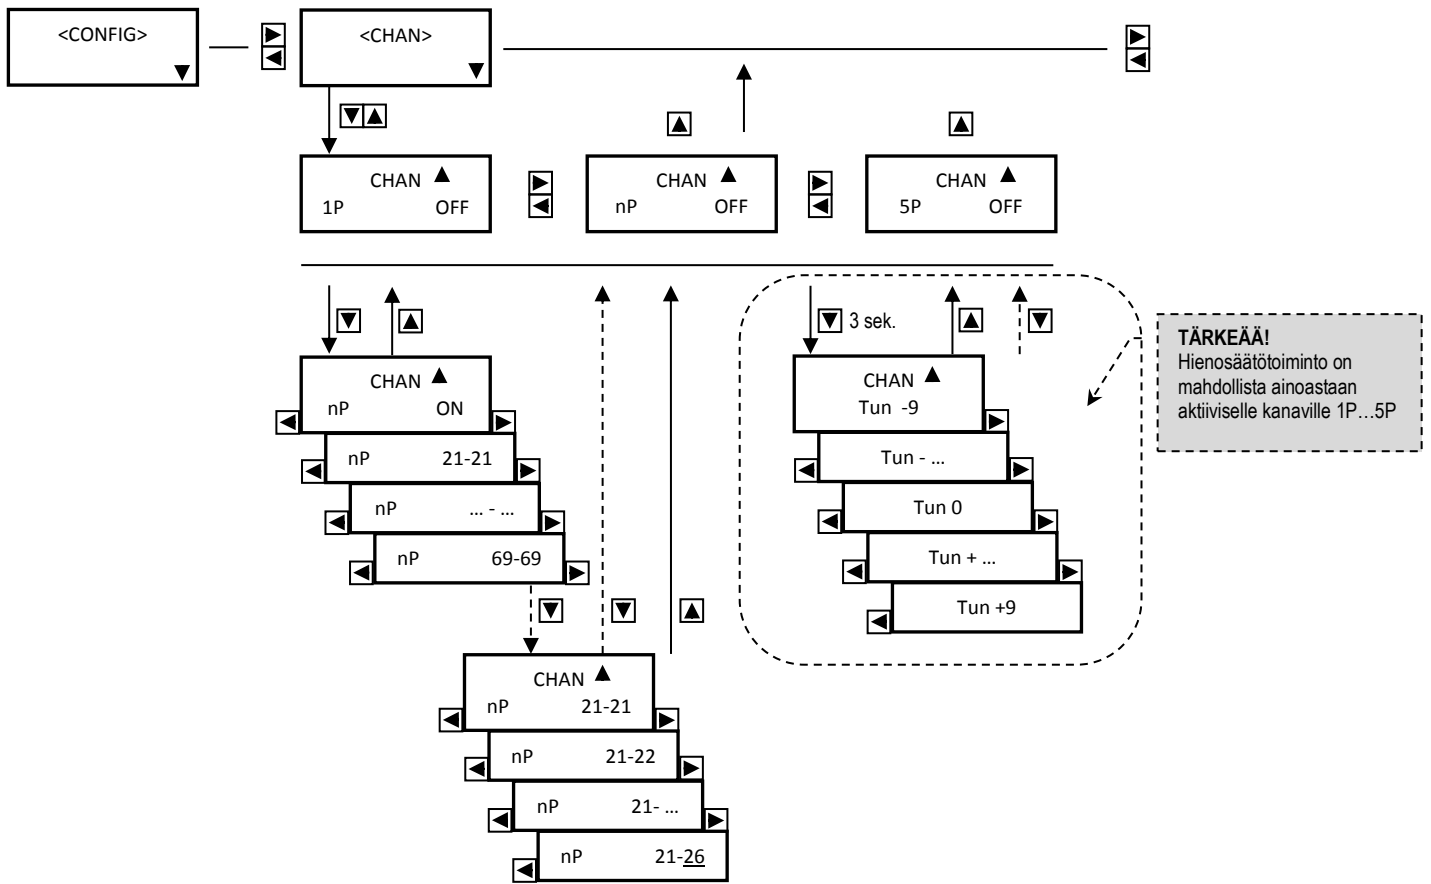 <CONFIG>
<CHAN>
CHAN
1P OFF
CHAN
nP OFF
CHAN
5P OFF
3 sek.
TÄRKEÄÄ!
Hienosäätötoiminto on
mahdollista ainoastaan
aktiiviselle kanaville 1P…5P
CHAN
nP ON
nP 21-21
nP ... - ...
nP 69-69
CHAN
Tun -9
Tun - ...
Tun 0
Tun + ...
Tun +9
CHAN
nP 21-21
nP 21-22
nP 21- ...
nP 21-26